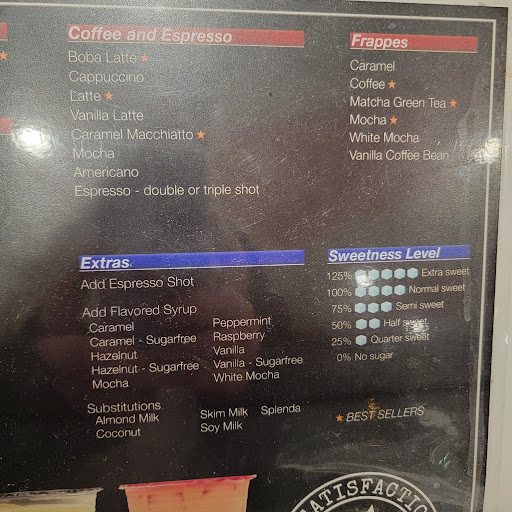 Coffee and Espresso
Boba Latte ★
Cappuccino
Latte ★
Vanilla Latte
Caramel Macchiatto ★
Mocha
Americano
Espresso - double or triple shot
Frappes
Caramel
Coffee ★
Matcha Green Tea ★
Mocha ★
White Mocha
Vanilla Coffee Bean
Extras
Add Espresso Shot
Add Flavored Syrup
Caramel
Caramel - Sugarfree
Hazelnut
Hazelnut - Sugarfree
Mocha
Peppermint
Raspberry
Vanilla
Vanilla - Sugarfree
White Mocha
Substitutions
Almond Milk
Coconut
Skim Milk
Soy Milk
Splenda
Sweetness Level
125% Extra sweet
100% Normal sweet
75% Semi sweet
50% Half sweet
25% Quarter sweet
0% No sugar
★ BEST SELLERS